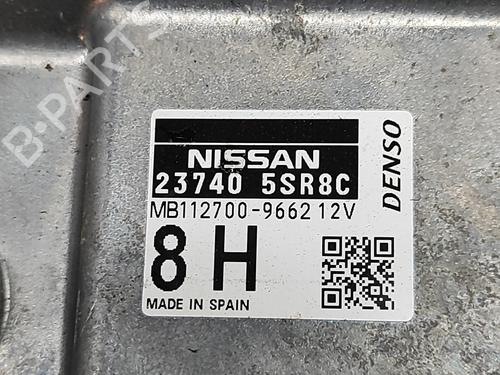 B-PARTS
NISSAN
23740 5SR8C
MB112700-9662 12V
8 H
MADE IN SPAIN
DENSO